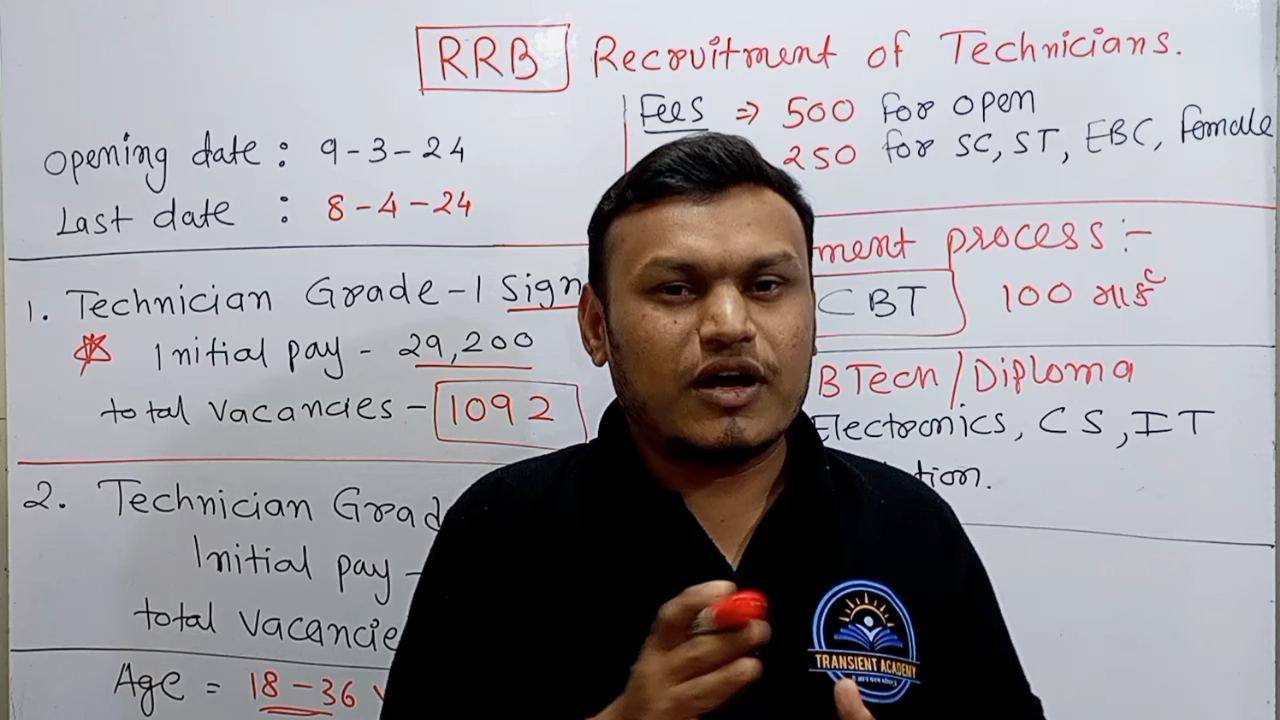 RRB Recruitment of Technicians.
Fees ⇒ 500 for open
250 for SC, ST, EBC, Female
Opening date : 9-3-24
Last date : 8-4-24
ment process :-
CBT 100 માર્ક
1. Technician Grade-1 Sign
Initial pay - 29,200
total vacancies - 1092
BTech/Diploma
Electronics, CS, IT
tion.
2. Technician Grad
Initial pay -
total vacancie
Age = 18-36 y
TRANSIENT ACADEMY